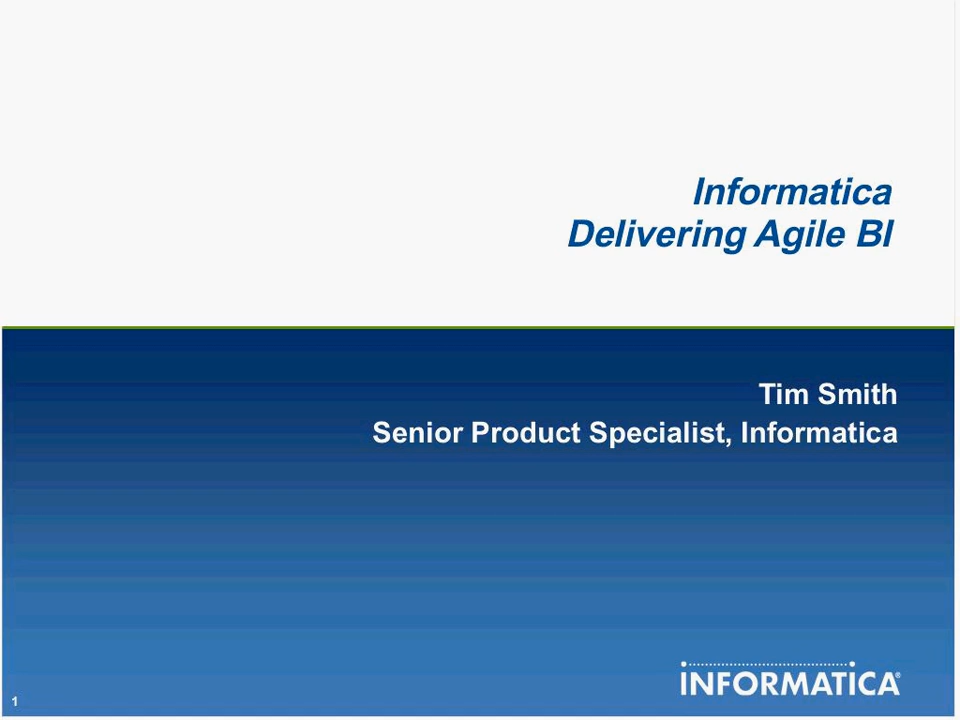 Informatica
Delivering Agile BI
Tim Smith
Senior Product Specialist, Informatica
INFORMATICA®
1